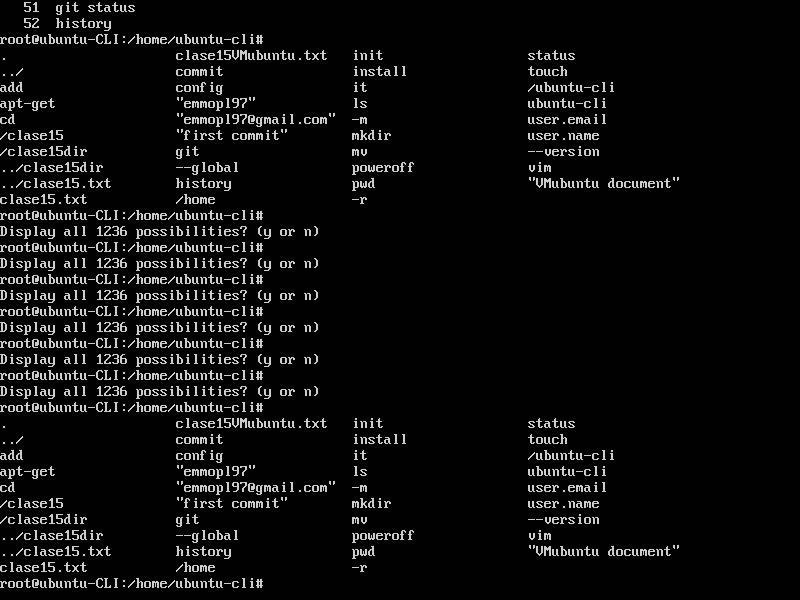 51  git status
52  history
root@ubuntu-CLI:/home/ubuntu-cli#
.                     clase15VMubuntu.txt   init                  status
../                   commit                install               touch
add                   config                it                    /ubuntu-cli
apt-get               "emmopl97"            ls                    ubuntu-cli
cd                    "emmopl97@gmail.com"  -m                    user.email
/clase15              "first commit"        mkdir                 user.name
/clase15dir           git                   mv                    --version
../clase15dir         --global              poweroff              vim
../clase15.txt        history               pwd                   "VMubuntu document"
clase15.txt           /home                 -r
root@ubuntu-CLI:/home/ubuntu-cli#
Display all 1236 possibilities? (y or n)
root@ubuntu-CLI:/home/ubuntu-cli#
Display all 1236 possibilities? (y or n)
root@ubuntu-CLI:/home/ubuntu-cli#
Display all 1236 possibilities? (y or n)
root@ubuntu-CLI:/home/ubuntu-cli#
Display all 1236 possibilities? (y or n)
root@ubuntu-CLI:/home/ubuntu-cli#
Display all 1236 possibilities? (y or n)
root@ubuntu-CLI:/home/ubuntu-cli#
Display all 1236 possibilities? (y or n)
root@ubuntu-CLI:/home/ubuntu-cli#
.                     clase15VMubuntu.txt   init                  status
../                   commit                install               touch
add                   config                it                    /ubuntu-cli
apt-get               "emmopl97"            ls                    ubuntu-cli
cd                    "emmopl97@gmail.com"  -m                    user.email
/clase15              "first commit"        mkdir                 user.name
/clase15dir           git                   mv                    --version
../clase15dir         --global              poweroff              vim
../clase15.txt        history               pwd                   "VMubuntu document"
clase15.txt           /home                 -r
root@ubuntu-CLI:/home/ubuntu-cli#